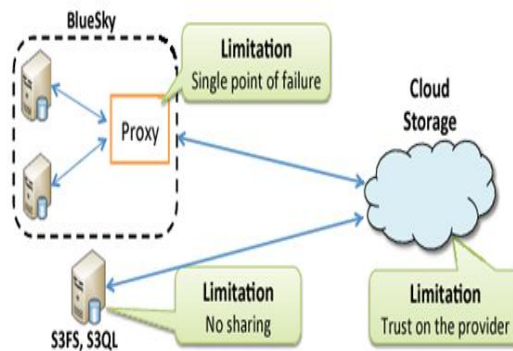 BlueSky
Limitation
Single point of failure
Proxy
Cloud
Storage
Limitation
No sharing
Limitation
Trust on the provider
S3FS, S3QL